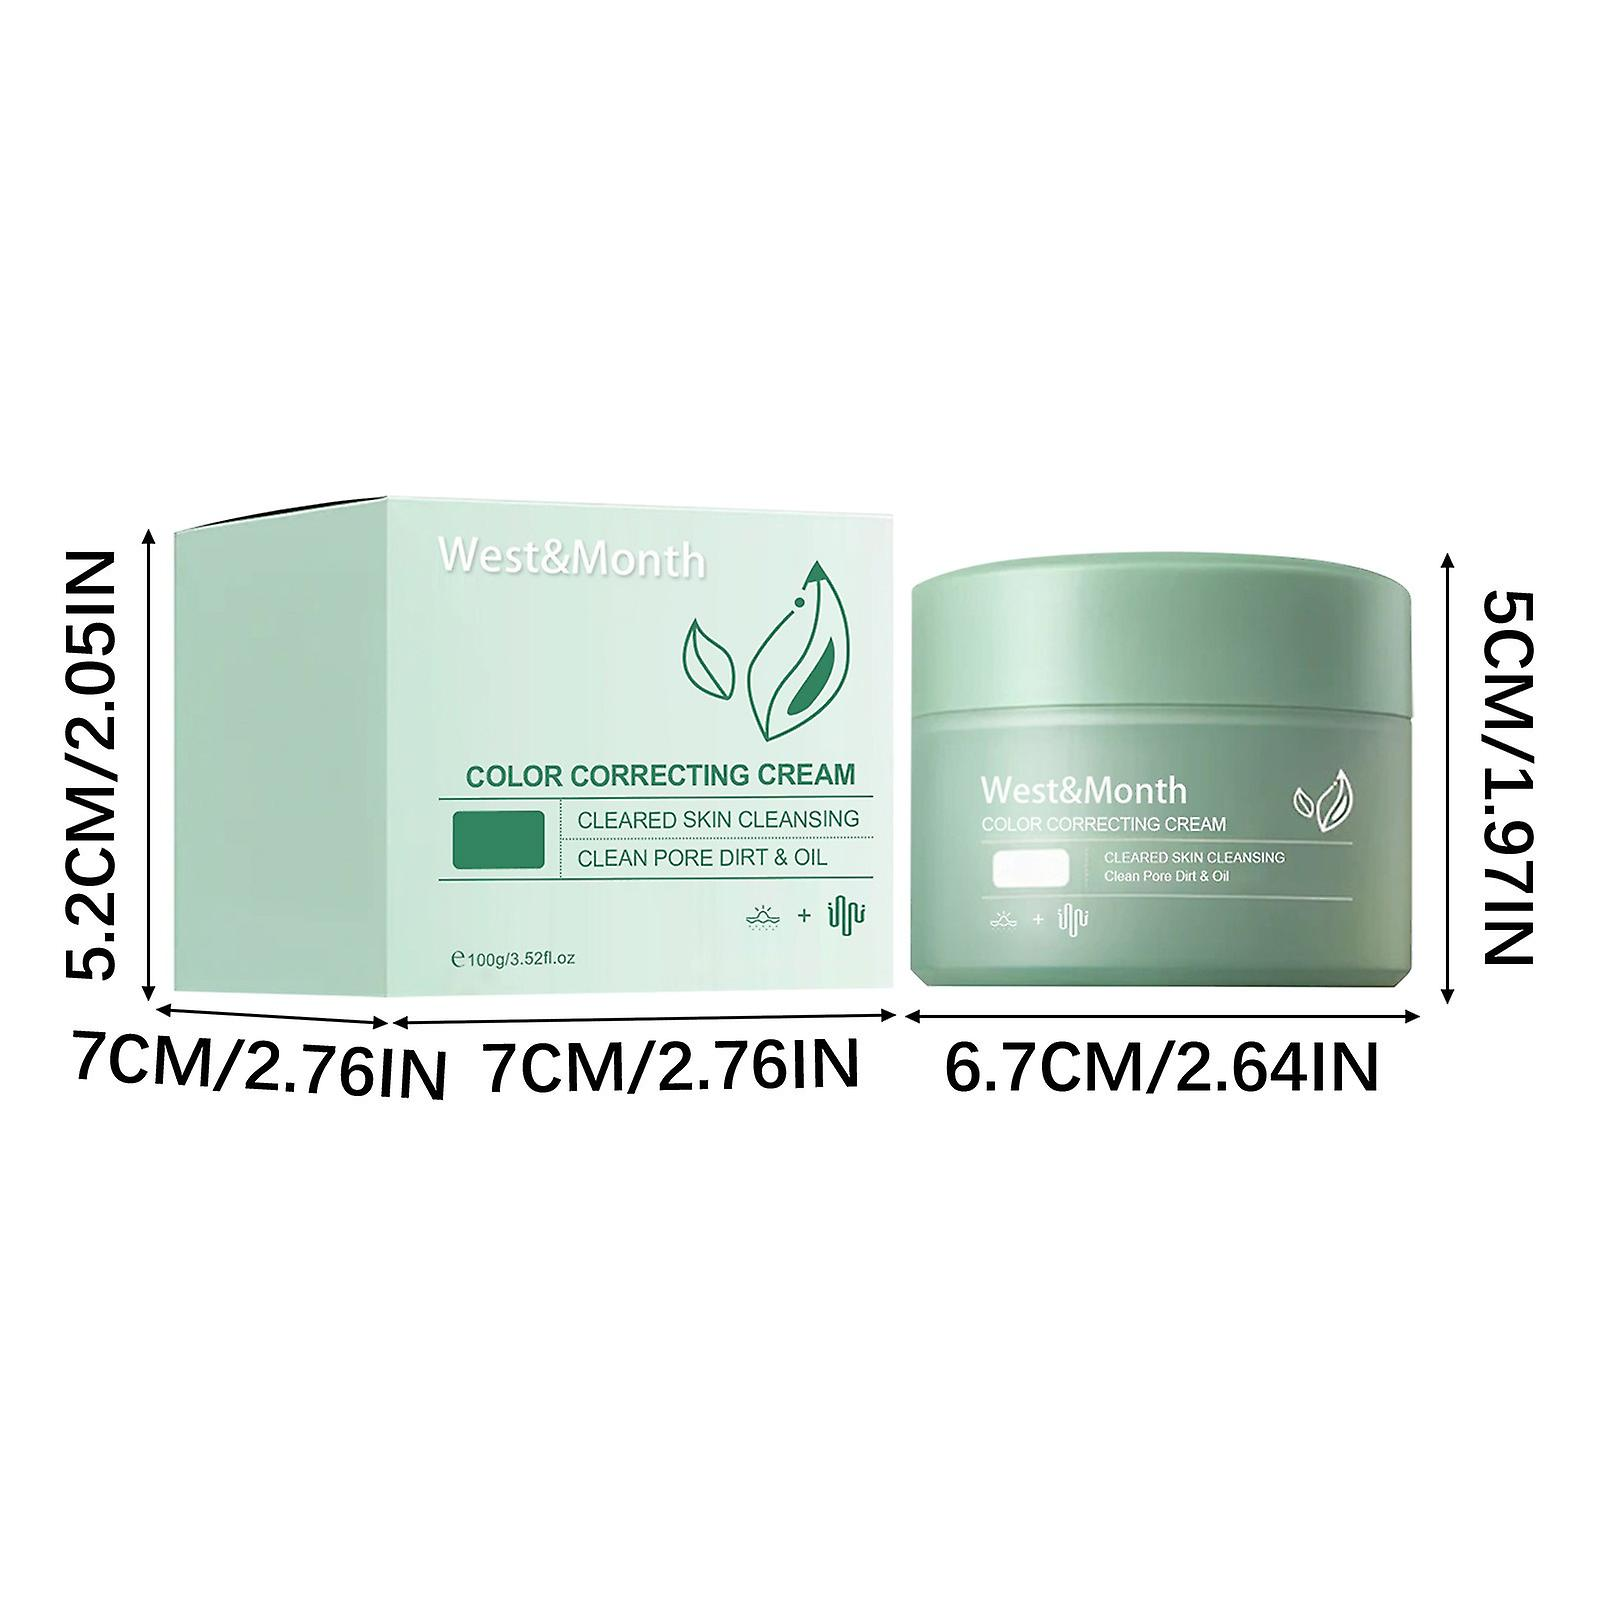 West&Month
COLOR CORRECTING CREAM
CLEARED SKIN CLEANSING
CLEAN PORE DIRT & OIL
+
℮100g/3.52fl.oz
5.2CM/2.05IN
7CM/2.76IN
7CM/2.76IN
West&Month
COLOR CORRECTING CREAM
CLEARED SKIN CLEANSING
Clean Pore Dirt & Oil
+
5CM/1.97IN
6.7CM/2.64IN